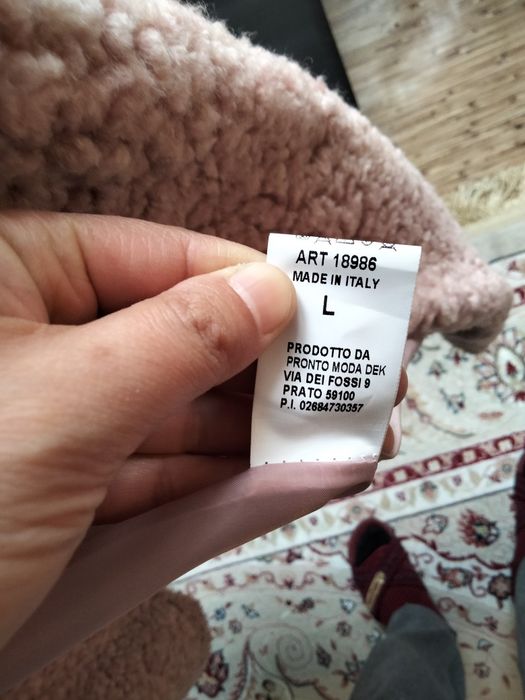 ART 18986
MADE IN ITALY
L
PRODOTTO DA
PRONTO MODA DEK
VIA DEI FOSSI 9
PRATO 59100
P.I. 02684730357